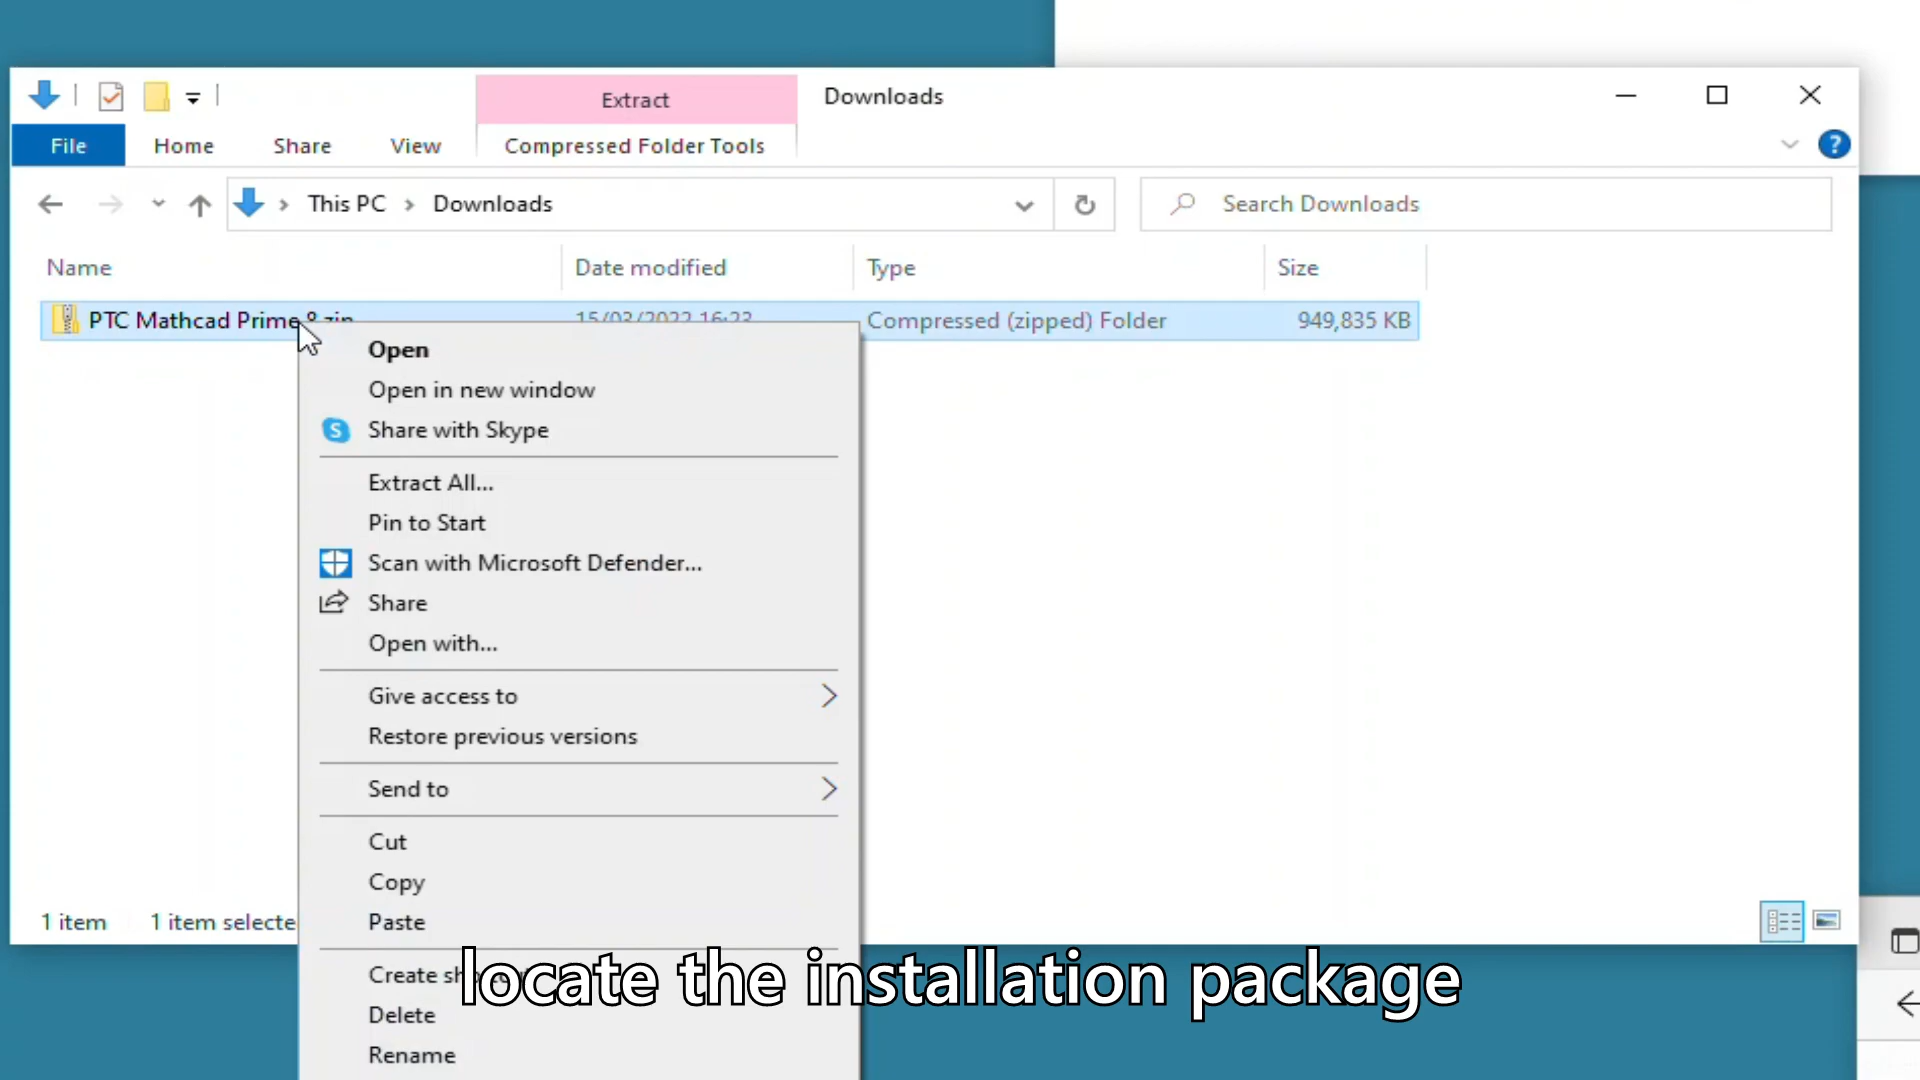 Extract
Downloads
File
Home
Share
View
Compressed Folder Tools
This PC
Downloads
Search Downloads
Name
Date modified
Type
Size
PTC Mathcad Prime 8.zip
15/03/2022 16:23
Compressed (zipped) Folder
949,835 KB
Open
Open in new window
Share with Skype
Extract All...
Pin to Start
Scan with Microsoft Defender...
Share
Open with...
Give access to
Restore previous versions
Send to
Cut
Copy
Paste
1 item
1 item selecte
locate the installation package
Create
Delete
Rename